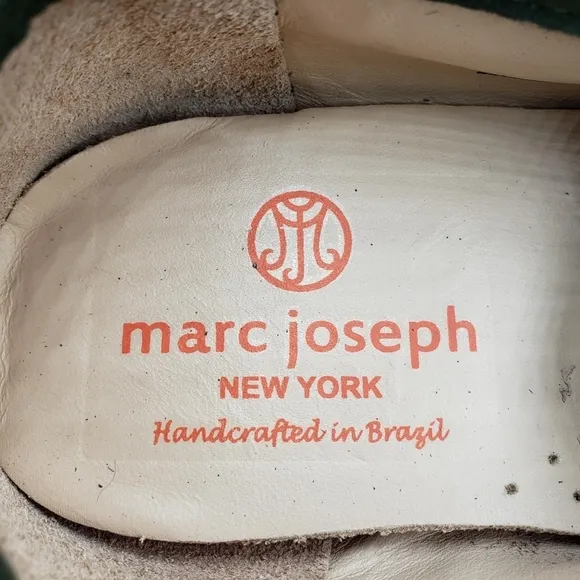 marc joseph
NEW YORK
Handcrafted in Brazil